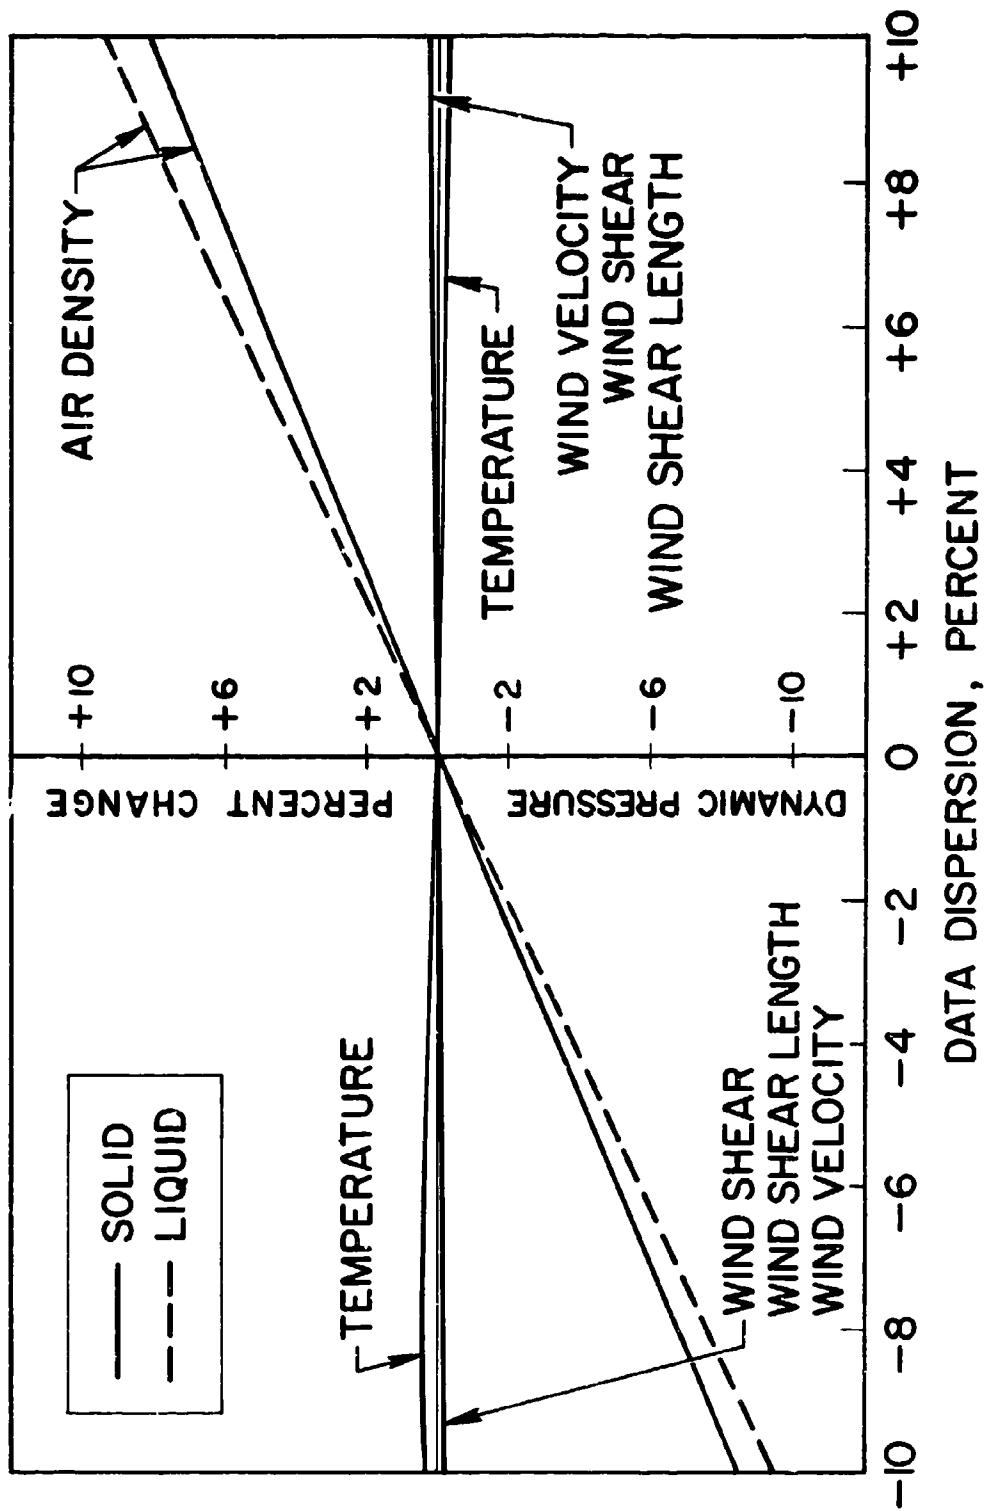 SOLID
LIQUID
AIR DENSITY
TEMPERATURE
TEMPERATURE
WIND VELOCITY
WIND SHEAR
WIND SHEAR LENGTH
WIND SHEAR
WIND SHEAR LENGTH
WIND VELOCITY
PERCENT CHANGE
DYNAMIC PRESSURE
+10
+6
+2
-2
-6
-10
-10 -8 -6 -4 -2 0 +2 +4 +6 +8 +10
DATA DISPERSION, PERCENT